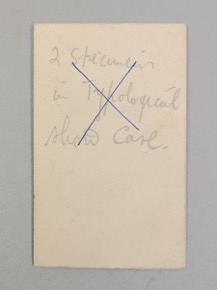 2 Specimens
in Typological
show Case.